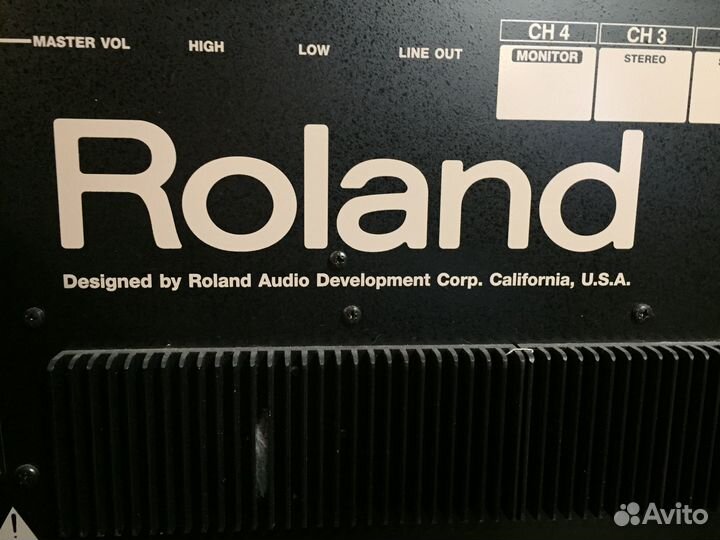 MASTER VOL HIGH LOW LINE OUT CH 4 CH 3
MONITOR STEREO
Roland
Designed by Roland Audio Development Corp. California, U.S.A.
Avito